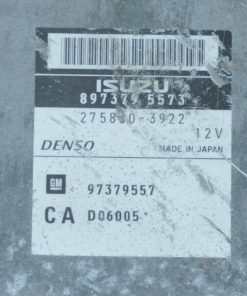 ISUZU
897379 5573
275800-3922
12V
DENSO
MADE IN JAPAN
GM 97379557
CA D06005